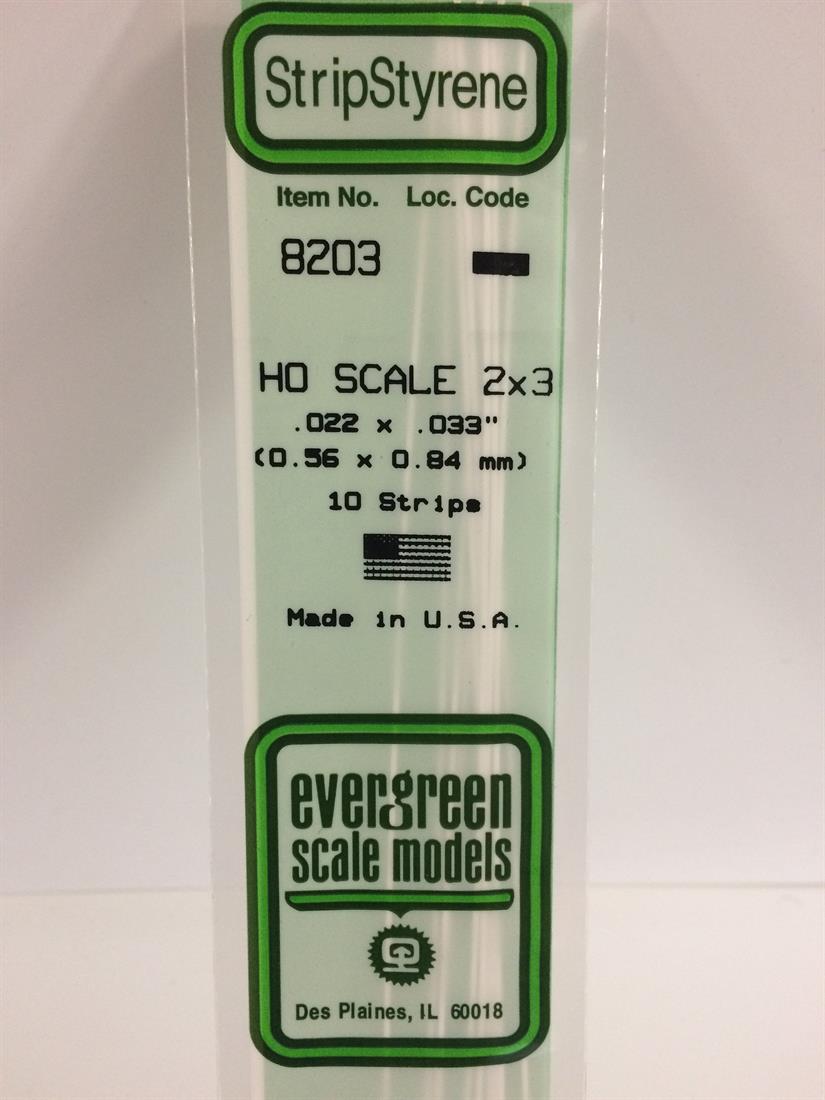 StripStyrene
Item No. Loc. Code
8203
HO SCALE 2x3
.022 x .033"
(0.56 x 0.84 mm)
10 Strips
Made in U.S.A.
evergreen
scale models
Des Plaines, IL 60018